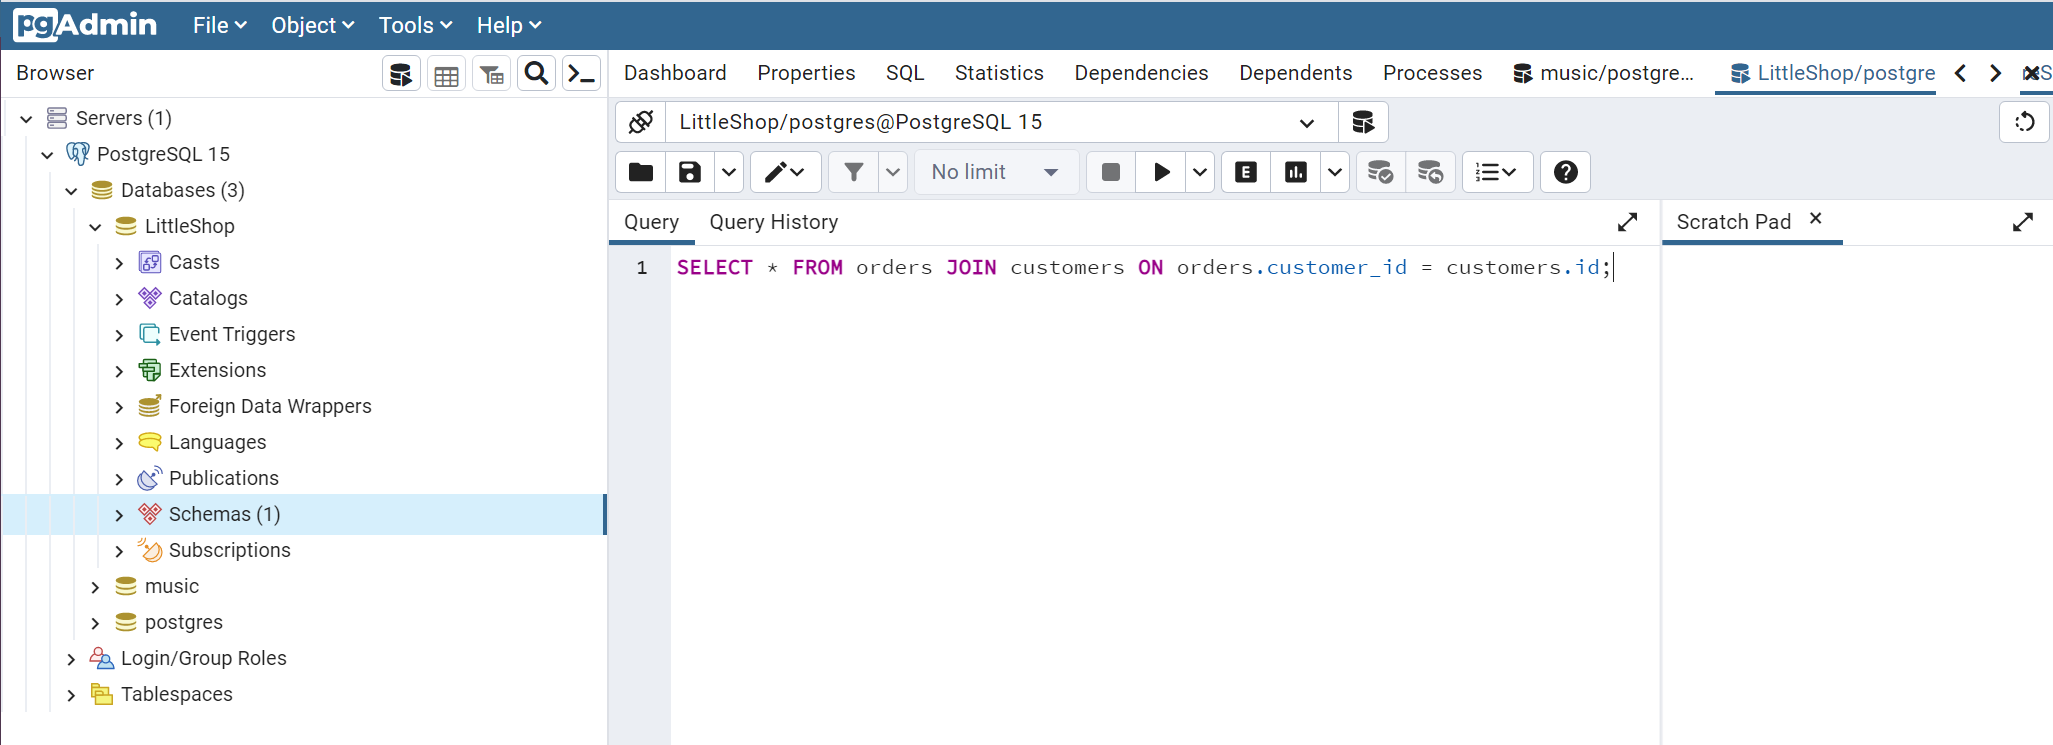 pgAdmin File Object Tools Help
Browser
Dashboard Properties SQL Statistics Dependencies Dependents Processes music/postgre... LittleShop/postgre
LittleShop/postgres@PostgreSQL 15
No limit
Query Query History
Scratch Pad
1 SELECT * FROM orders JOIN customers ON orders.customer_id = customers.id;
Servers (1)
PostgreSQL 15
Databases (3)
LittleShop
Casts
Catalogs
Event Triggers
Extensions
Foreign Data Wrappers
Languages
Publications
Schemas (1)
Subscriptions
music
postgres
Login/Group Roles
Tablespaces